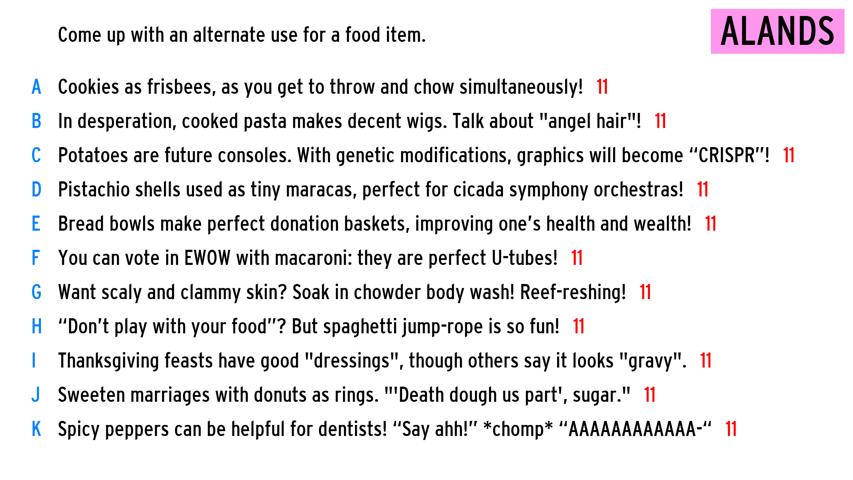 Come up with an alternate use for a food item.
ALANDS
A Cookies as frisbees, as you get to throw and chow simultaneously! 11
B In desperation, cooked pasta makes decent wigs. Talk about "angel hair"! 11
C Potatoes are future consoles. With genetic modifications, graphics will become “CRISPR”! 11
D Pistachio shells used as tiny maracas, perfect for cicada symphony orchestras! 11
E Bread bowls make perfect donation baskets, improving one’s health and wealth! 11
F You can vote in EWOW with macaroni: they are perfect U-tubes! 11
G Want scaly and clammy skin? Soak in chowder body wash! Reef-reshing! 11
H “Don’t play with your food”? But spaghetti jump-rope is so fun! 11
I Thanksgiving feasts have good "dressings", though others say it looks "gravy". 11
J Sweeten marriages with donuts as rings. "'Death dough us part', sugar." 11
K Spicy peppers can be helpful for dentists! “Say ahh!” *chomp* “AAAAAAAAAAAA-“ 11